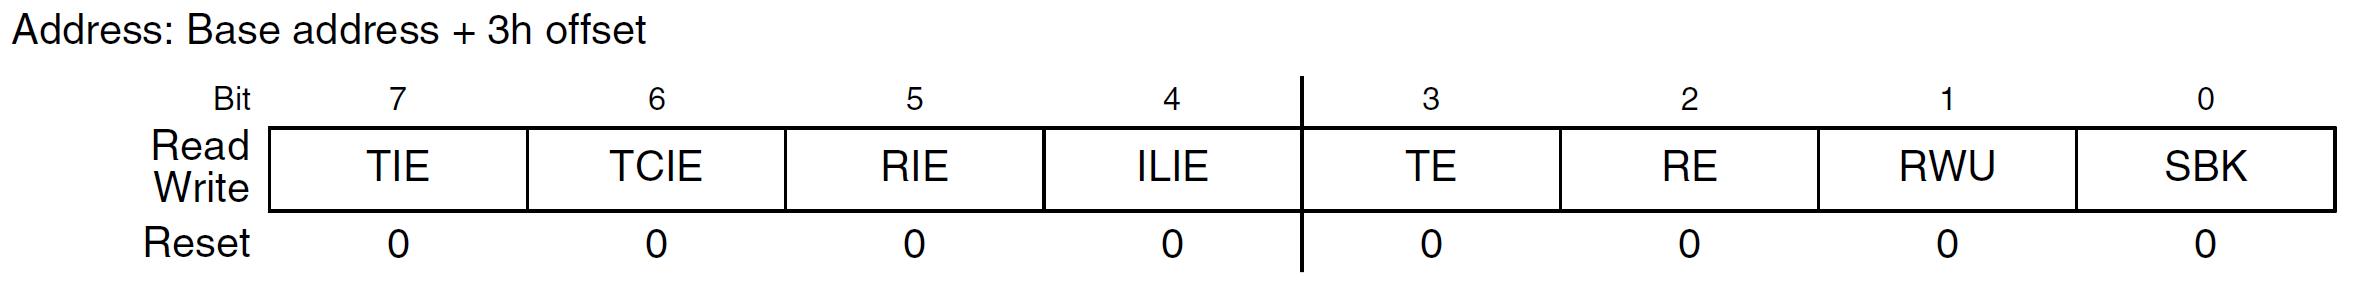 Address: Base address + 3h offset
Bit 7 6 5 4 3 2 1 0
Read
Write
TIE TCIE RIE ILIE TE RE RWU SBK
Reset 0 0 0 0 0 0 0 0